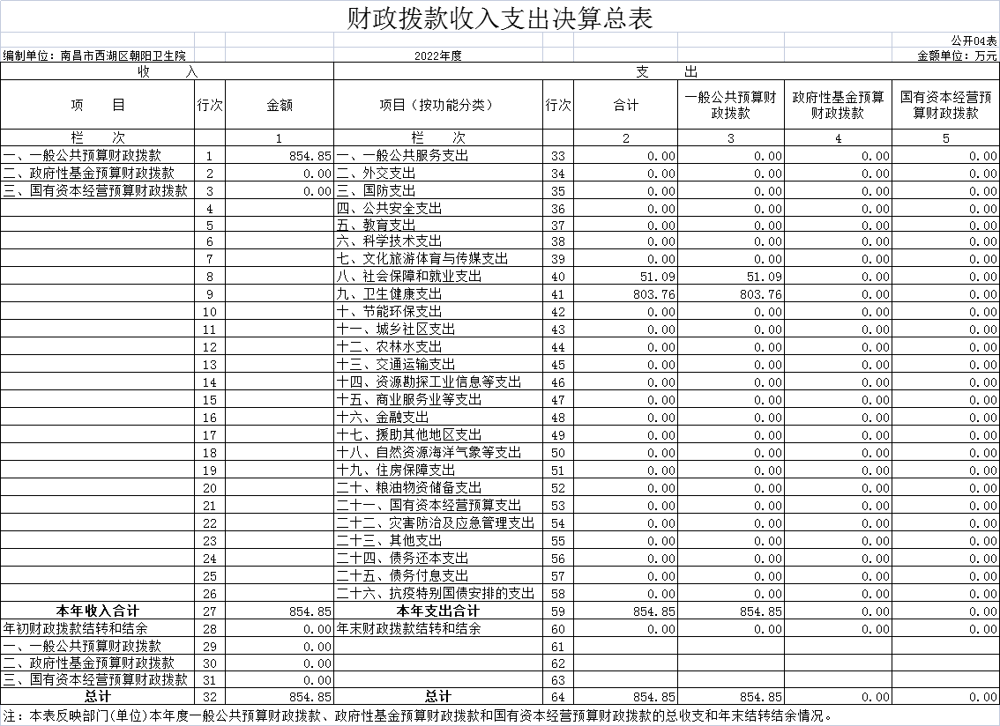 财政拨款收入支出决算总表
公开04表
编制单位：南昌市西湖区朝阳卫生院 2022年度 金额单位：万元
收 入 支 出
项 目 行次 金额 项目（按功能分类） 行次 合计 一般公共预算财政拨款 政府性基金预算财政拨款 国有资本经营预算财政拨款
栏 次 1 栏 次 2 3 4 5
一、一般公共预算财政拨款 1 854.85 一、一般公共服务支出 33 0.00 0.00 0.00 0.00
二、政府性基金预算财政拨款 2 0.00 二、外交支出 34 0.00 0.00 0.00 0.00
三、国有资本经营预算财政拨款 3 0.00 三、国防支出 35 0.00 0.00 0.00 0.00
4 四、公共安全支出 36 0.00 0.00 0.00 0.00
5 五、教育支出 37 0.00 0.00 0.00 0.00
6 六、科学技术支出 38 0.00 0.00 0.00 0.00
7 七、文化旅游体育与传媒支出 39 0.00 0.00 0.00 0.00
8 八、社会保障和就业支出 40 51.09 51.09 0.00 0.00
9 九、卫生健康支出 41 803.76 803.76 0.00 0.00
10 十、节能环保支出 42 0.00 0.00 0.00 0.00
11 十一、城乡社区支出 43 0.00 0.00 0.00 0.00
12 十二、农林水支出 44 0.00 0.00 0.00 0.00
13 十三、交通运输支出 45 0.00 0.00 0.00 0.00
14 十四、资源勘探工业信息等支出 46 0.00 0.00 0.00 0.00
15 十五、商业服务业等支出 47 0.00 0.00 0.00 0.00
16 十六、金融支出 48 0.00 0.00 0.00 0.00
17 十七、援助其他地区支出 49 0.00 0.00 0.00 0.00
18 十八、自然资源海洋气象等支出 50 0.00 0.00 0.00 0.00
19 十九、住房保障支出 51 0.00 0.00 0.00 0.00
20 二十、粮油物资储备支出 52 0.00 0.00 0.00 0.00
21 二十一、国有资本经营预算支出 53 0.00 0.00 0.00 0.00
22 二十二、灾害防治及应急管理支出 54 0.00 0.00 0.00 0.00
23 二十三、其他支出 55 0.00 0.00 0.00 0.00
24 二十四、债务还本支出 56 0.00 0.00 0.00 0.00
25 二十五、债务付息支出 57 0.00 0.00 0.00 0.00
26 二十六、抗疫特别国债安排的支出 58 0.00 0.00 0.00 0.00
本年收入合计 27 854.85 本年支出合计 59 854.85 854.85 0.00 0.00
年初财政拨款结转和结余 28 0.00 年末财政拨款结转和结余 60 0.00 0.00 0.00 0.00
一、一般公共预算财政拨款 29 0.00 61
二、政府性基金预算财政拨款 30 0.00 62
三、国有资本经营预算财政拨款 31 0.00 63
总计 32 854.85 总计 64 854.85 854.85 0.00 0.00
注：本表反映部门(单位)本年度一般公共预算财政拨款、政府性基金预算财政拨款和国有资本经营预算财政拨款的总收支和年末结转结余情况。